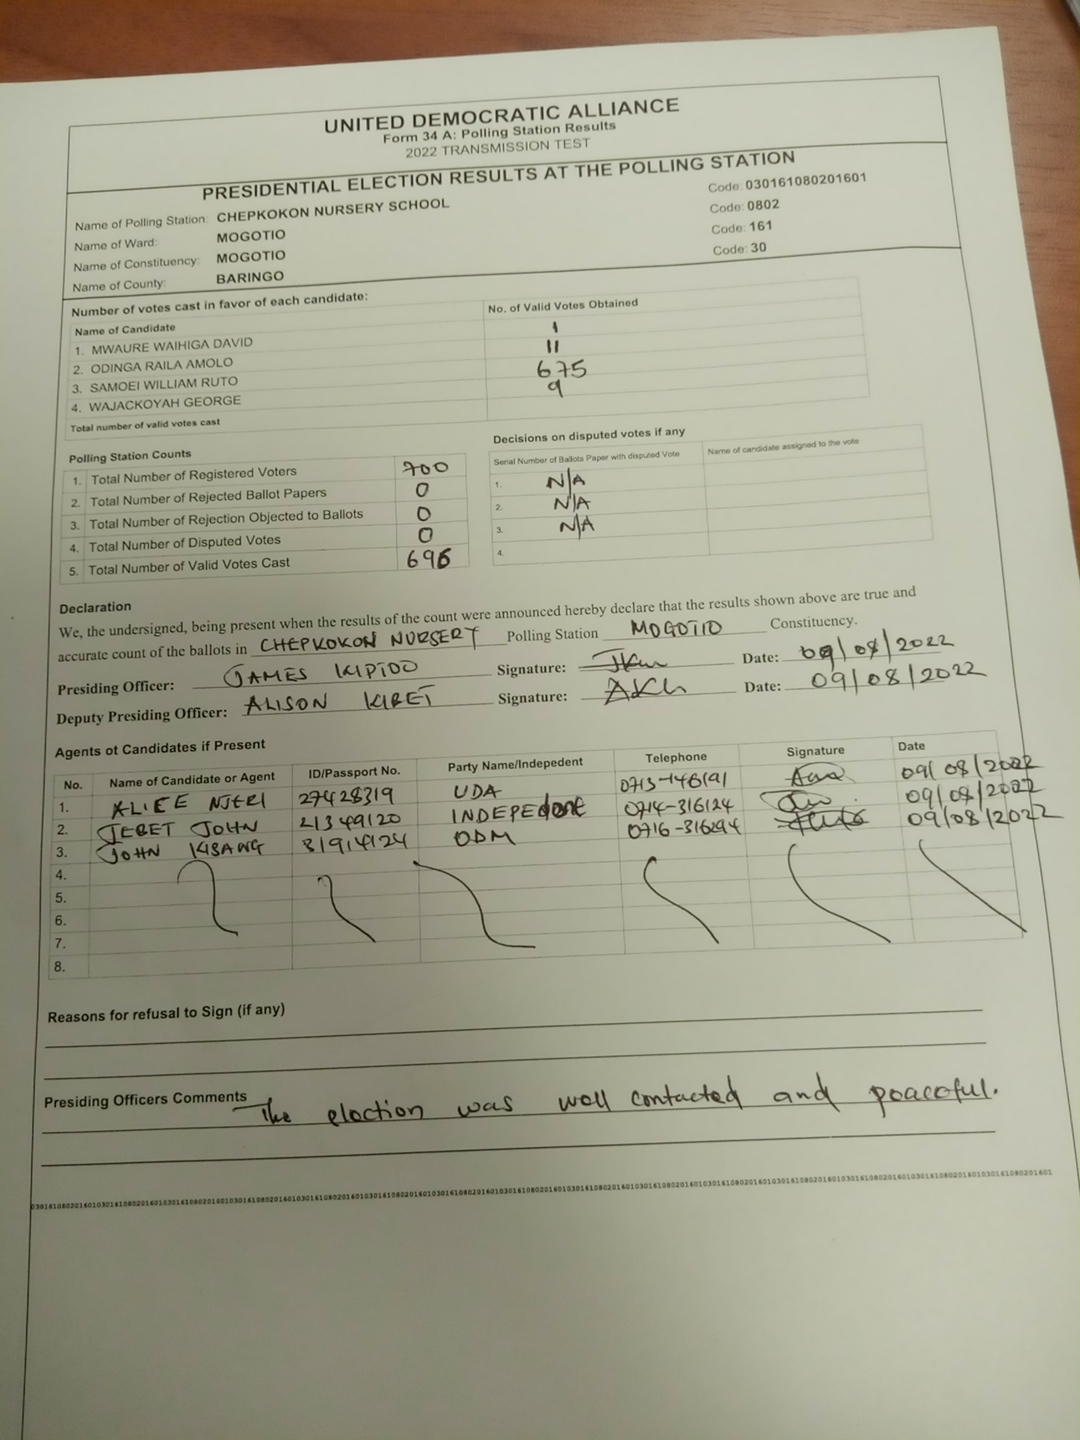 UNITED DEMOCRATIC ALLIANCE
Form 34 A: Polling Station Results
2022 TRANSMISSION TEST
PRESIDENTIAL ELECTION RESULTS AT THE POLLING STATION
Name of Polling Station: CHEPKOKON NURSERY SCHOOL Code: 030161080201601
Name of Ward: MOGOTIO Code: 0802
Name of Constituency: MOGOTIO Code: 161
Name of County: BARINGO Code: 30
Number of votes cast in favor of each candidate:
Name of Candidate No. of Valid Votes Obtained
1. MWAURE WAIHIGA DAVID 1
2. ODINGA RAILA AMOLO 11
3. SAMOEI WILLIAM RUTO 675
4. WAJACKOYAH GEORGE 9
Total number of valid votes cast
Polling Station Counts
1. Total Number of Registered Voters 700
2. Total Number of Rejected Ballot Papers 0
3. Total Number of Rejection Objected to Ballots 0
4. Total Number of Disputed Votes 0
5. Total Number of Valid Votes Cast 696
Decisions on disputed votes if any
Serial Number of Ballots Paper with disputed Vote Name of candidate assigned to the vote
1. N/A
2. N/A
3. N/A
4.
Declaration
We, the undersigned, being present when the results of the count were announced hereby declare that the results shown above are true and
accurate count of the ballots in CHEPKOKON NURSERY Polling Station MOGOTIO Constituency.
Presiding Officer: JAMES KIPTOO Signature: Date: 09/08/2022
Deputy Presiding Officer: ALISON KIBET Signature: Date: 09/08/2022
Agents ot Candidates if Present
No. Name of Candidate or Agent ID/Passport No. Party Name/Indepedent Telephone Signature Date
1. ALICE NJERI 27428319 UDA 0713-146191 09/08/2022
2. JEBET JOHN 21349120 INDEPEdent 0714-316124 09/08/2022
3. JOHN KIBANG 31914124 ODM 0716-316294 09/08/2022
4.
5.
6.
7.
8.
Reasons for refusal to Sign (if any)
Presiding Officers Comments The election was well contacted and peaceful.